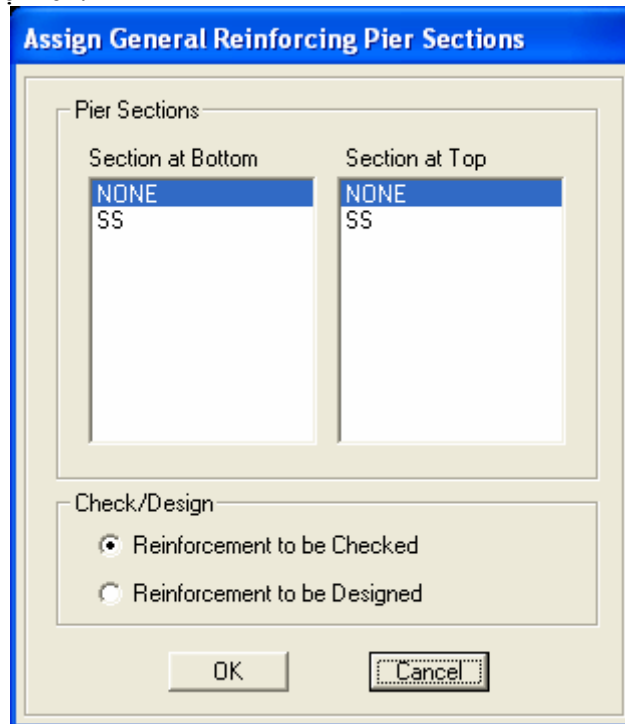 Assign General Reinforcing Pier Sections
Pier Sections
Section at Bottom
Section at Top
NONE
SS
NONE
SS
Check/Design
Reinforcement to be Checked
Reinforcement to be Designed
OK
Cancel